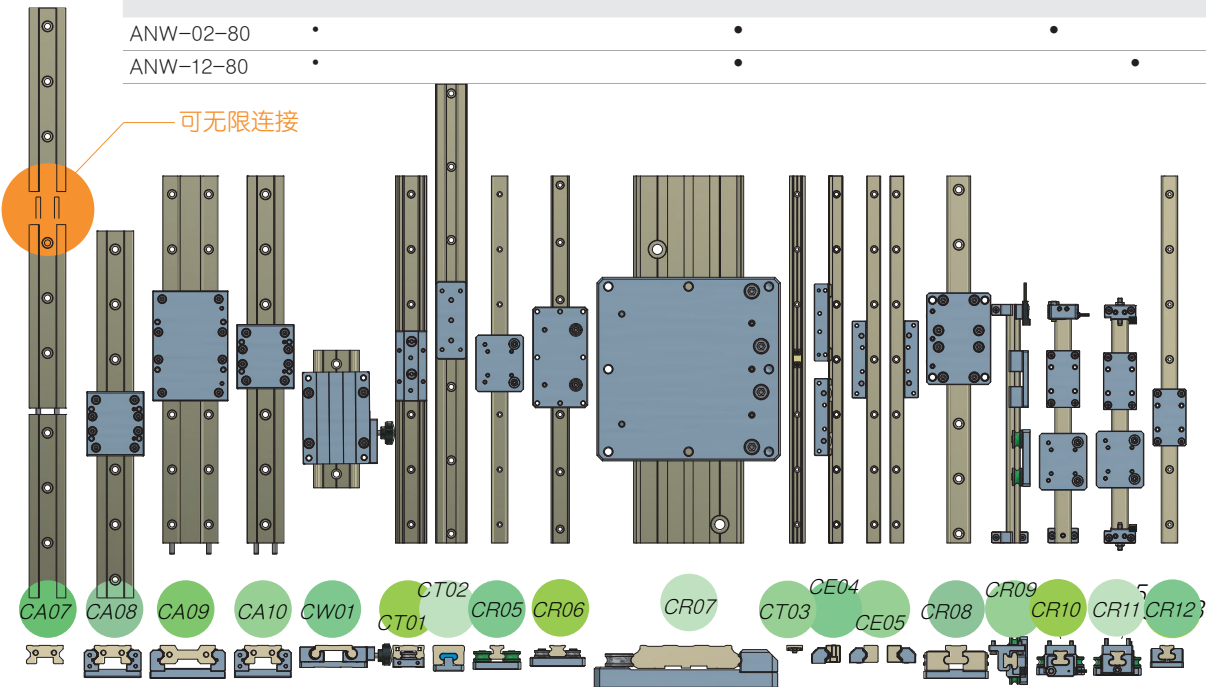 ANW-02-80 • • •
ANW-12-80 • • •
可无限连接
CA07 CA08 CA09 CA10 CW01 CT01 CT02 CR05 CR06 CR07 CT03 CE04 CE05 CR08 CR09 CR10 CR11 CR12